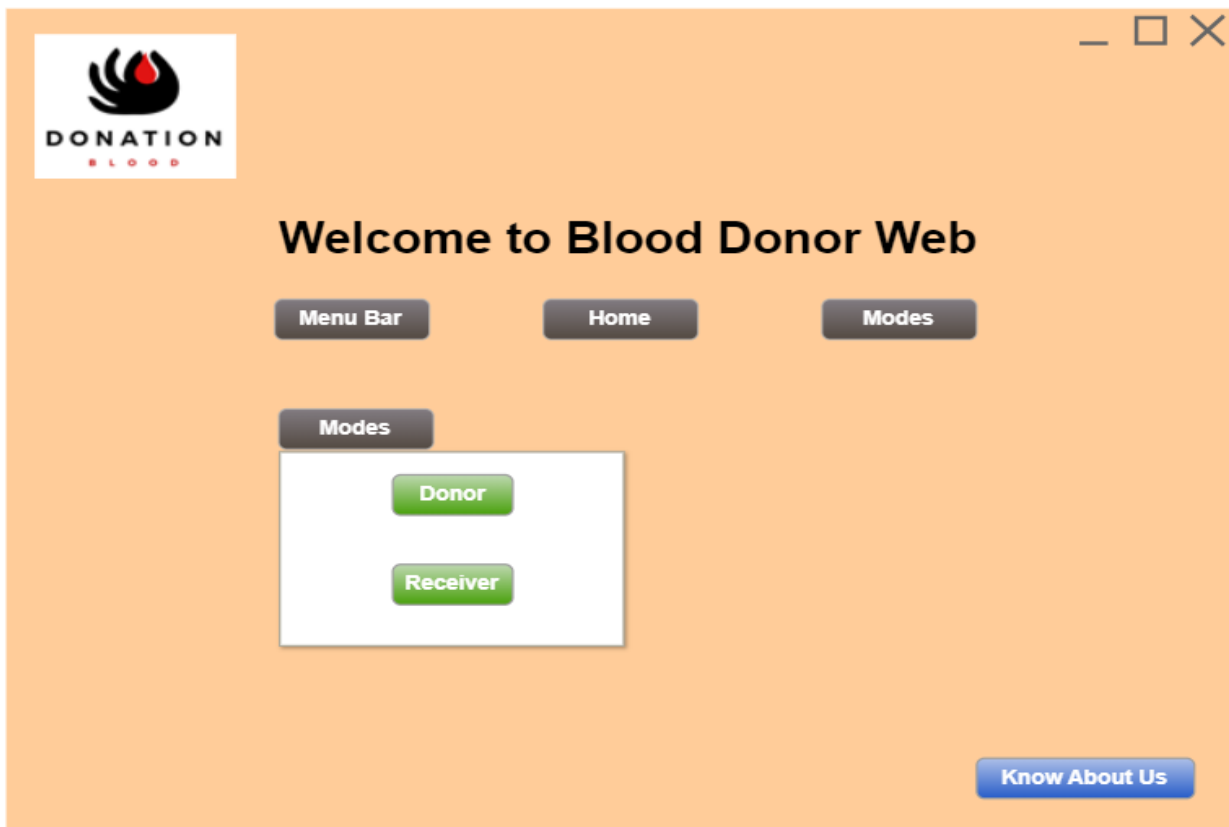 DONATION
BLOOD
Welcome to Blood Donor Web
Menu Bar Home Modes
Modes
Donor
Receiver
Know About Us